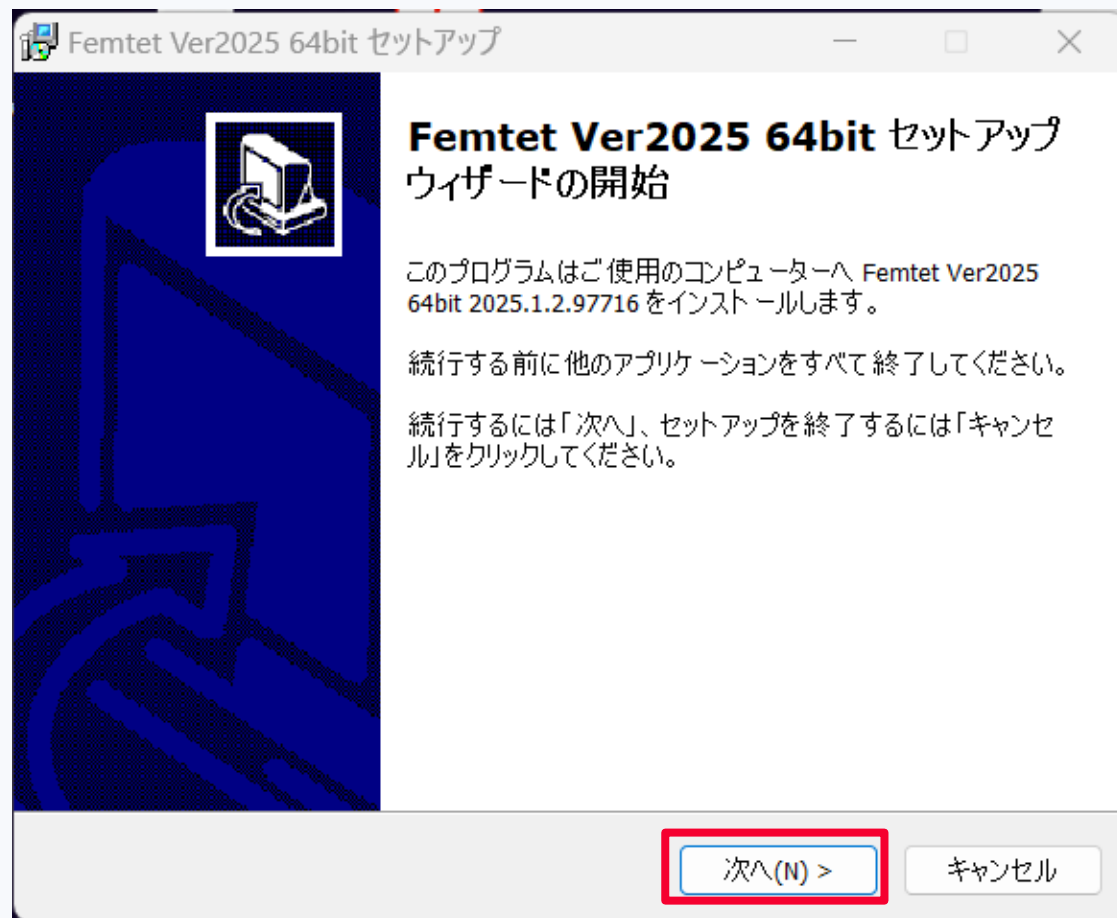 Femtet Ver2025 64bit セットアップ
Femtet Ver2025 64bit セットアップ
ウィザードの開始
このプログラムはご使用のコンピューターへ Femtet Ver2025
64bit 2025.1.2.97716 をインストールします。
続行する前に他のアプリケーションをすべて終了してください。
続行するには「次へ」、セットアップを終了するには「キャンセ
ル」をクリックしてください。
次へ(N) >
キャンセル